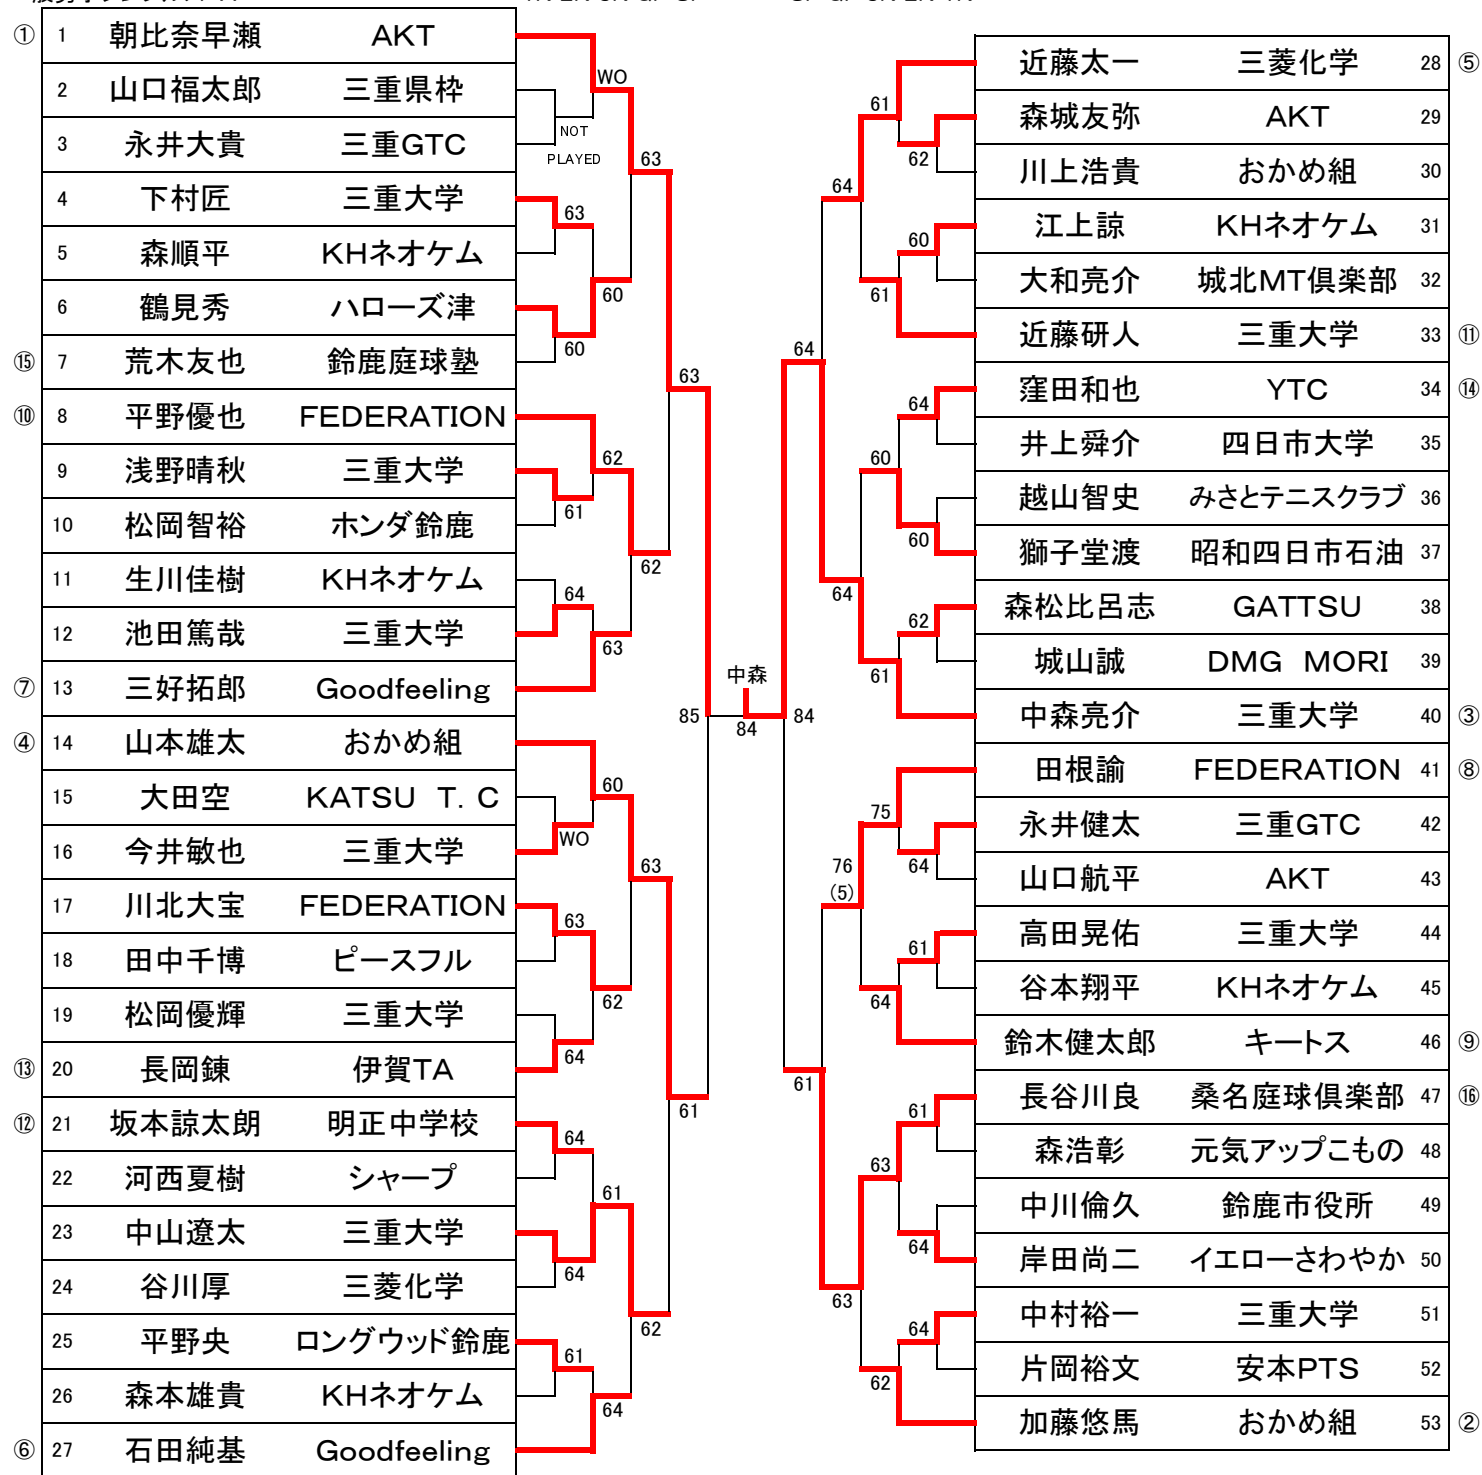 ① 1 朝比奈早瀬 AKT
2 山口福太郎 三重県枠
3 永井大貴 三重GTC
4 下村匠 三重大学
5 森順平 KHネオケム
6 鶴見秀 ハローズ津
⑮ 7 荒木友也 鈴鹿庭球塾
⑩ 8 平野優也 FEDERATION
9 浅野晴秋 三重大学
10 松岡智裕 ホンダ鈴鹿
11 生川佳樹 KHネオケム
12 池田篤哉 三重大学
⑦ 13 三好拓郎 Goodfeeling
④ 14 山本雄太 おかめ組
15 大田空 KATSU T.C
16 今井敏也 三重大学
17 川北大宝 FEDERATION
18 田中千博 ピースフル
19 松岡優輝 三重大学
⑬ 20 長岡錬 伊賀TA
⑫ 21 坂本諒太朗 明正中学校
22 河西夏樹 シャープ
23 中山遼太 三重大学
24 谷川厚 三菱化学
25 平野央 ロングウッド鈴鹿
26 森本雄貴 KHネオケム
⑥ 27 石田純基 Goodfeeling
WO
NOT
PLAYED
63
63
60
60
63
62
61
62
64
63
85
60
WO
63
63
62
64
61
64
61
64
62
61
64
中森
84
近藤太一 三菱化学 28 ⑤
森城友弥 AKT 29
川上浩貴 おかめ組 30
江上諒 KHネオケム 31
大和亮介 城北MT倶楽部 32
近藤研人 三重大学 33 ⑪
窪田和也 YTC 34 ⑭
井上舜介 四日市大学 35
越山智史 みさとテニスクラブ 36
獅子堂渡 昭和四日市石油 37
森松比呂志 GATTSU 38
城山誠 DMG MORI 39
中森亮介 三重大学 40 ③
田根諭 FEDERATION 41 ⑧
永井健太 三重GTC 42
山口航平 AKT 43
高田晃佑 三重大学 44
谷本翔平 KHネオケム 45
鈴木健太郎 キートス 46 ⑨
長谷川良 桑名庭球倶楽部 47 ⑯
森浩彰 元気アップこもの 48
中川倫久 鈴鹿市役所 49
岸田尚二 イエローさわやか 50
中村裕一 三重大学 51
片岡裕文 安本PTS 52
加藤悠馬 おかめ組 53 ②
61
62
64
60
61
64
64
60
60
64
62
61
84
75
64
76
(5)
61
64
61
61
63
64
63
64
62